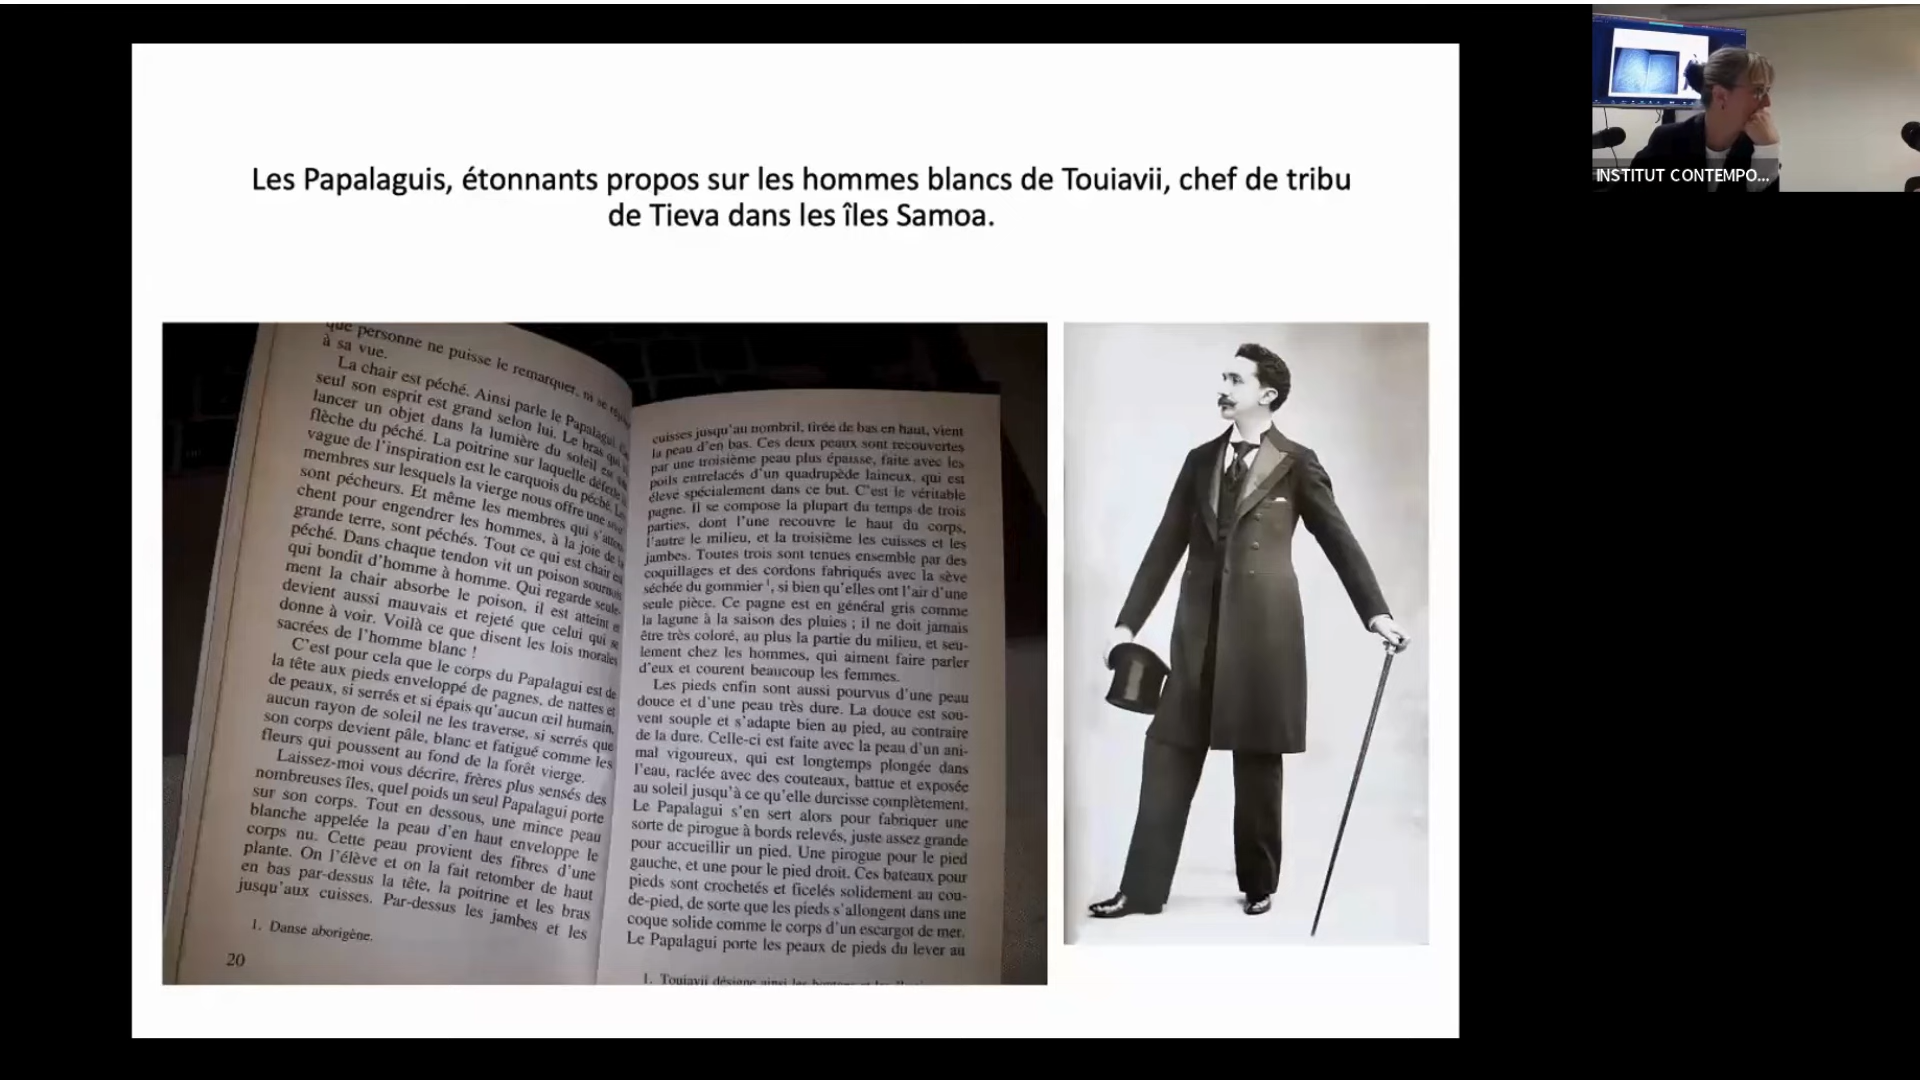 Les Papalaguis, étonnants propos sur les hommes blancs de Touiavii, chef de tribu
de Tieva dans les îles Samoa.
que personne ne puisse le remarquer, ni se
à sa vue.
La chair est péché. Ainsi parle le Papalagui.
seul son esprit est grand selon lui. Le bras qui
lancer un objet dans la lumière du soleil est
flèche du péché. La poitrine sur laquelle déferle
vague de l'inspiration est le carquois du péché. Les
membres sur lesquels la vierge nous offre une
sont pécheurs. Et même les membres qui
chent pour engendrer les hommes, à la joie de la
grande terre, sont péchés. Tout ce qui est chair est
péché. Dans chaque tendon vit un poison sournois
qui bondit d'homme à homme. Qui regarde seule-
ment la chair absorbe le poison, il est atteint et
devient aussi mauvais et rejeté que celui qui se
donne à voir. Voilà ce que disent les lois morales
sacrées de l'homme blanc !
C'est pour cela que le corps du Papalagui est de
la tête aux pieds enveloppé de pagnes, de nattes et
de peaux, si serrés et si épais qu'aucun œil humain,
aucun rayon de soleil ne les traverse, si serrés que
son corps devient pâle, blanc et fatigué comme les
fleurs qui poussent au fond de la forêt vierge.
Laissez-moi vous décrire, frères plus sensés des
nombreuses îles, quel poids un seul Papalagui porte
sur son corps. Tout en dessous, une mince peau
blanche appelée la peau d'en haut enveloppe le
corps nu. Cette peau provient des fibres d'une
plante. On l'élève et on la fait retomber de haut
en bas par-dessus la tête, la poitrine et les bras
jusqu'aux cuisses. Par-dessus les jambes et les
1. Danse aborigène.
20
cuisses jusqu'au nombril, tirée de bas en haut, vient
la peau d'en bas. Ces deux peaux sont recouvertes
par une troisième peau plus épaisse, faite avec les
poils entrelacés d'un quadrupède laineux, qui est
élevé spécialement dans ce but. C'est le véritable
pagne. Il se compose la plupart du temps de trois
parties, dont l'une recouvre le haut du corps,
l'autre le milieu, et la troisième les cuisses et les
jambes. Toutes trois sont tenues ensemble par des
coquillages et des cordons fabriqués avec la sève
séchée du gommier ¹, si bien qu'elles ont l'air d'une
seule pièce. Ce pagne est en général gris comme
la lagune à la saison des pluies ; il ne doit jamais
être très coloré, au plus la partie du milieu, et seu-
lement chez les hommes, qui aiment faire parler
d'eux et courent beaucoup les femmes.
Les pieds enfin sont aussi pourvus d'une peau
douce et d'une peau très dure. La douce est sou-
vent souple et s'adapte bien au pied, au contraire
de la dure. Celle-ci est faite avec la peau d'un ani-
mal vigoureux, qui est longtemps plongée dans
l'eau, raclée avec des couteaux, battue et exposée
au soleil jusqu'à ce qu'elle durcisse complètement.
Le Papalagui s'en sert alors pour fabriquer une
sorte de pirogue à bords relevés, juste assez grande
pour accueillir un pied. Une pirogue pour le pied
gauche, et une pour le pied droit. Ces bateaux pour
pieds sont crochetés et ficelés solidement au cou-
de-pied, de sorte que les pieds s'allongent dans une
coque solide comme le corps d'un escargot de mer.
Le Papalagui porte les peaux de pieds du lever au
1. Touiavii désigne ainsi les
INSTITUT CONTEMPO...